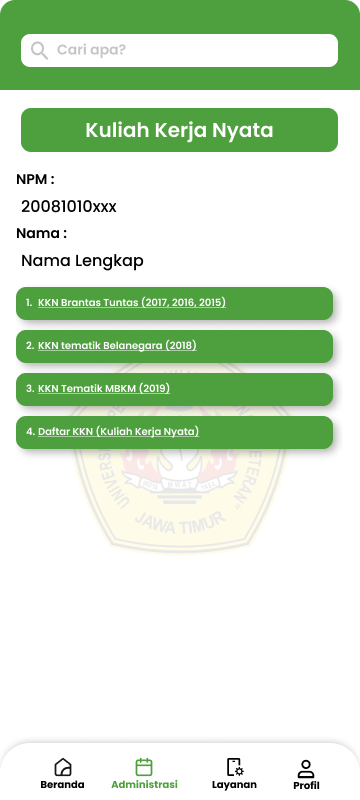 Cari apa?
Kuliah Kerja Nyata
NPM :
20081010xxx
Nama :
Nama Lengkap
1. KKN Brantas Tuntas (2017, 2016, 2015)
2. KKN tematik Belanegara (2018)
3. KKN Tematik MBKM (2019)
4. Daftar KKN (Kuliah Kerja Nyata)
JAWA TIMUR
Beranda
Administrasi
Layanan
Profil